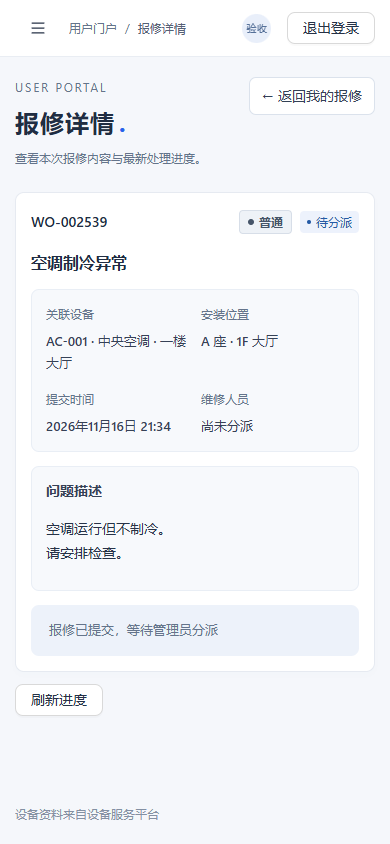 用户门户 / 报修详情 验收 退出登录
USER PORTAL
← 返回我的报修
报修详情.
查看本次报修内容与最新处理进度。
WO-002539 普通 待分派
空调制冷异常
关联设备 安装位置
AC-001 · 中央空调 · 一楼 A 座 · 1F 大厅
大厅
提交时间 维修人员
2026年11月16日 21:34 尚未分派
问题描述
空调运行但不制冷。
请安排检查。
报修已提交，等待管理员分派
刷新进度
设备资料来自设备服务平台